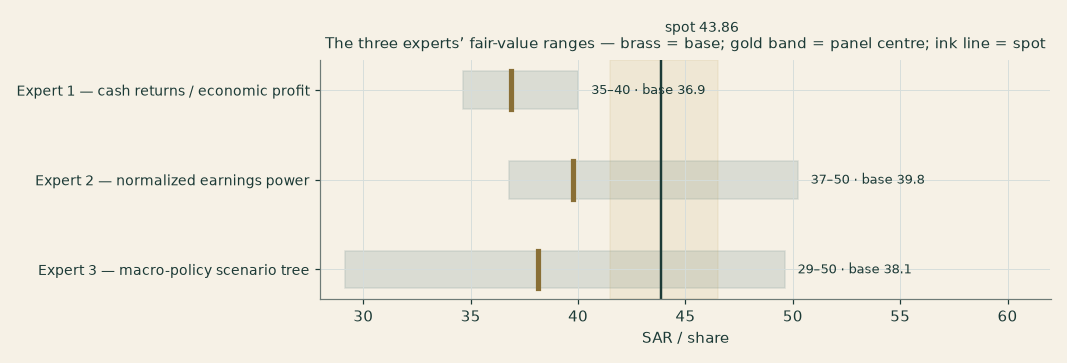 spot 43.86
The three experts’ fair-value ranges — brass = base; gold band = panel centre; ink line = spot
Expert 1 — cash returns / economic profit
35–40 · base 36.9
Expert 2 — normalized earnings power
37–50 · base 39.8
Expert 3 — macro-policy scenario tree
29–50 · base 38.1
30 35 40 45 50 55 60
SAR / share